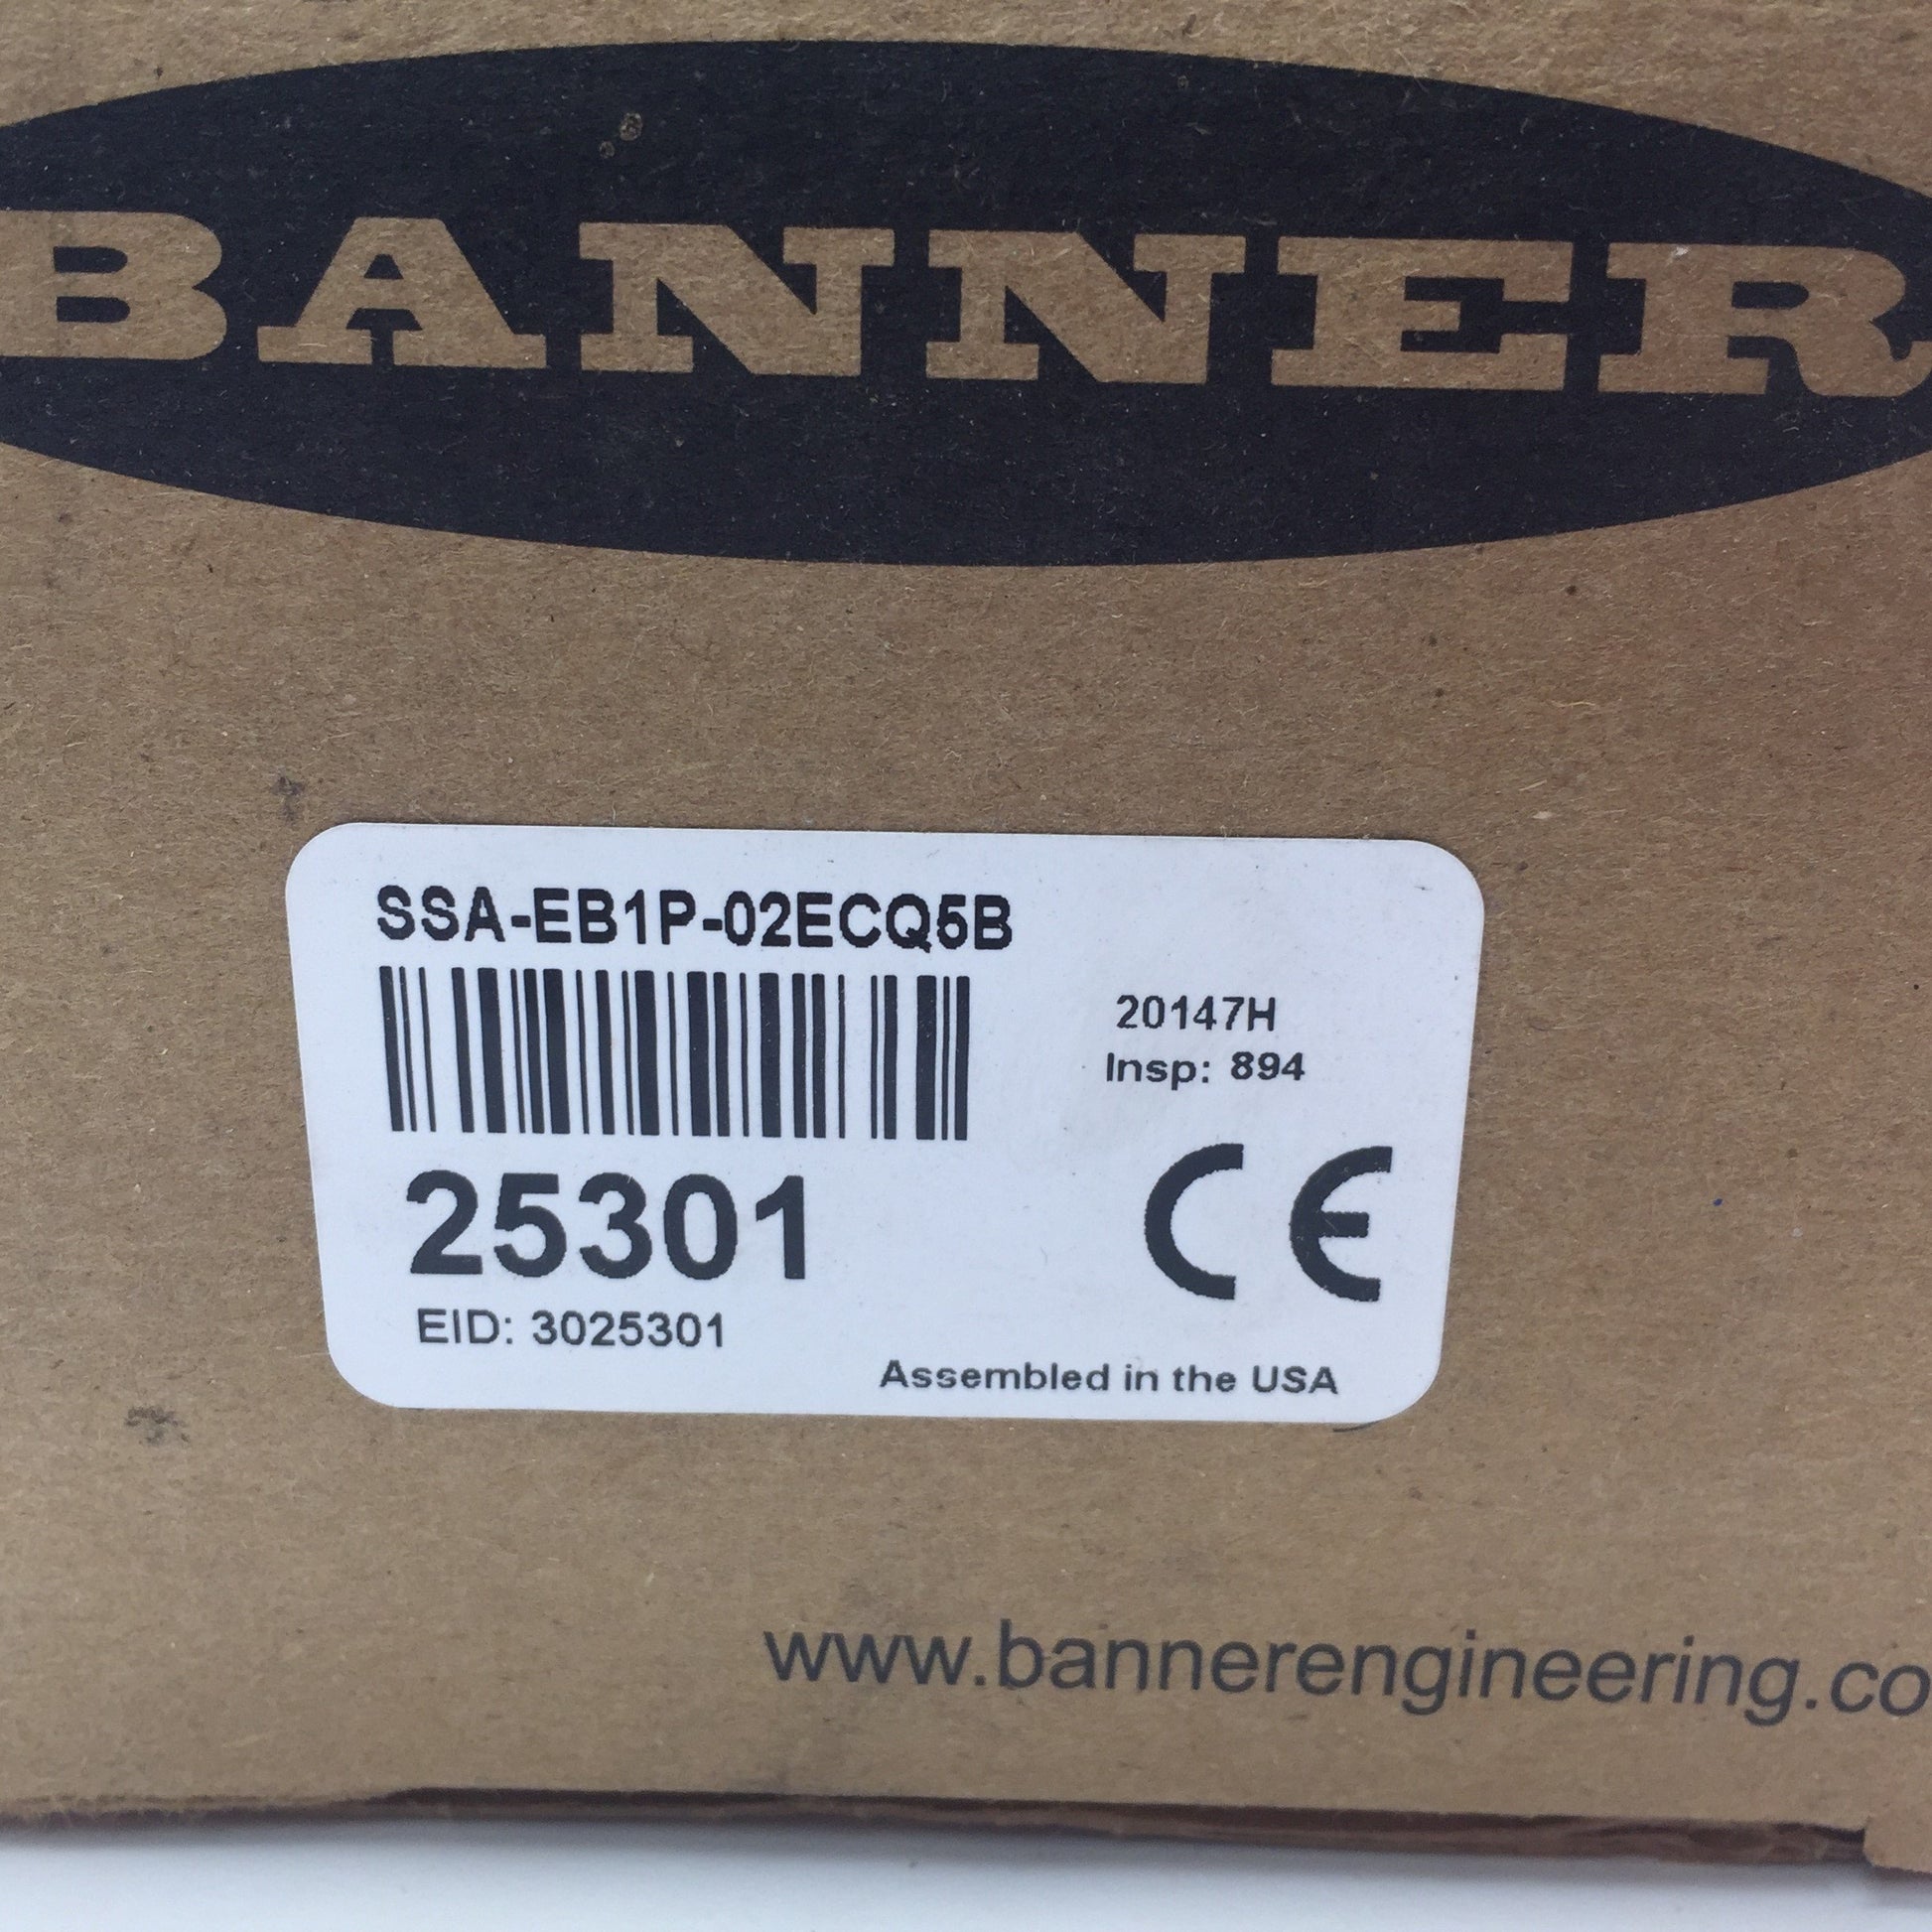 BANNER
SSA-EB1P-02ECQ5B
20147H
Insp: 894
25301
CE
EID: 3025301
Assembled in the USA
www.bannerengineering.co